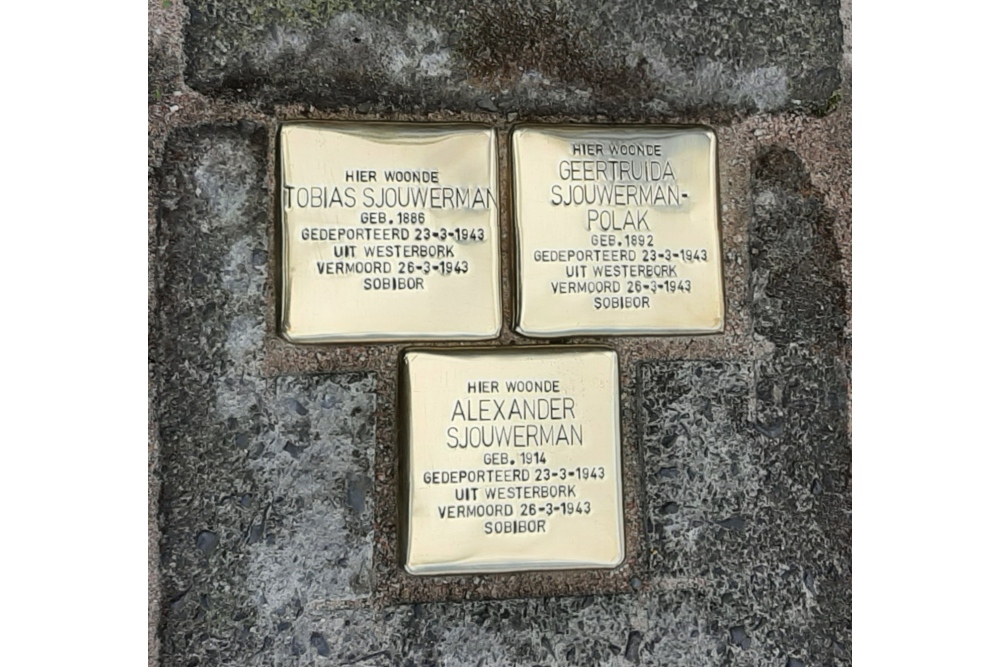 HIER WOONDE
TOBIAS SJOUWERMAN
GEB. 1886
GEDEPORTEERD 23-3-1943
UIT WESTERBORK
VERMOORD 26-3-1943
SOBIBOR
HIER WOONDE
GEERTRUIDA
SJOUWERMAN-
POLAK
GEB. 1892
GEDEPORTEERD 23-3-1943
UIT WESTERBORK
VERMOORD 26-3-1943
SOBIBOR
HIER WOONDE
ALEXANDER
SJOUWERMAN
GEB. 1914
GEDEPORTEERD 23-3-1943
UIT WESTERBORK
VERMOORD 26-3-1943
SOBIBOR